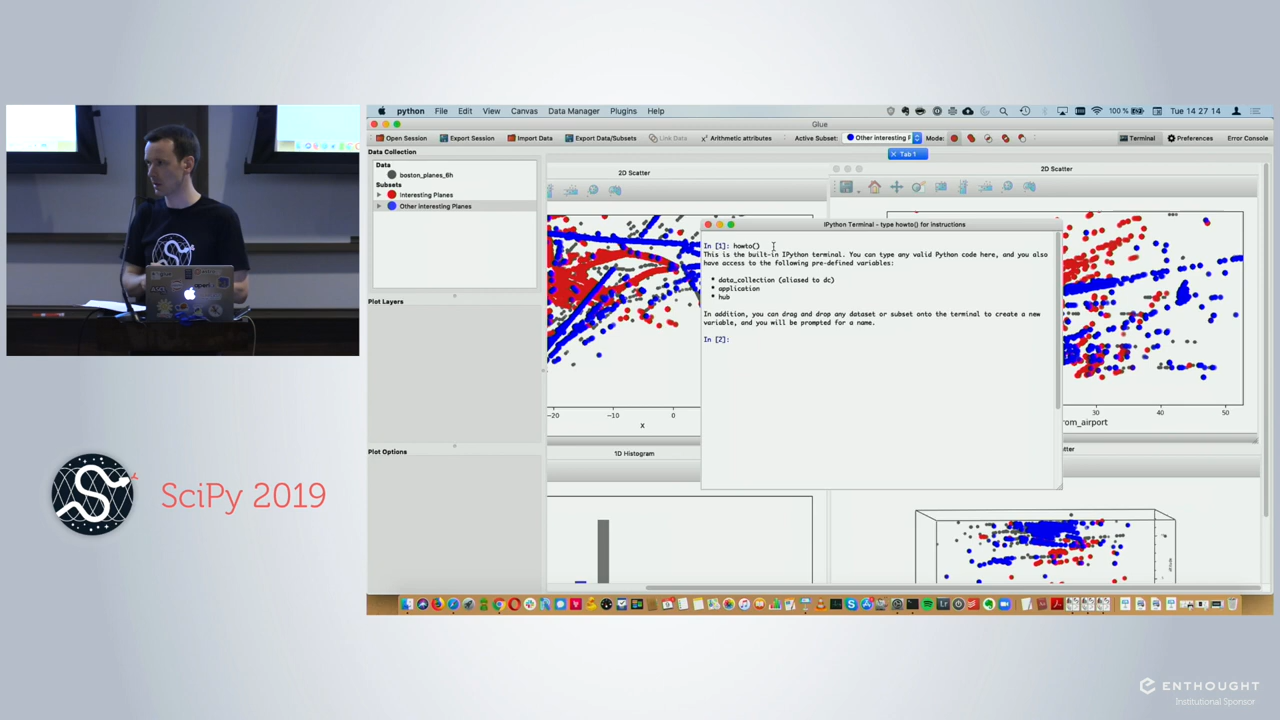 python File Edit View Canvas Data Manager Plugins Help
100 % Tue 14 27 14
Glue
Open Session Export Session Import Data Export Data/Subsets Link Data Arithmetic attributes Active Subset: Other interesting P Mode: Terminal Preferences Error Console
Data Collection
Tab 1
Data
boston_planes_6h
Subsets
Interesting Planes
Other Interesting Planes
Plot Layers
Plot Options
2D Scatter
2D Scatter
-20
-10
0
x
IPython Terminal - type howto() for instructions
In [1]: howto()
This is the built-in IPython terminal. You can type any valid Python code here, and you also
have access to the following pre-defined variables:
* data_collection (aliased to dc)
* application
* hub
In addition, you can drag and drop any dataset or subset onto the terminal to create a new
variable, and you will be prompted for a name.
In [2]:
30
40
50
rom_airport
1D Histogram
atter
SciPy 2019
ENTHOUGHT
Institutional Sponsor